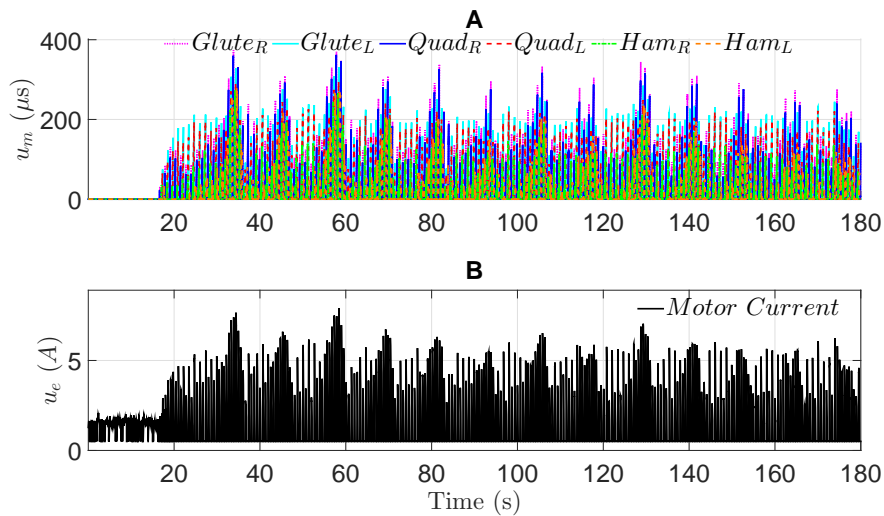 A
400
Glute_R Glute_L Quad_R Quad_L Ham_R Ham_L
u_m (μs)
200
0
20 40 60 80 100 120 140 160 180
B
Motor Current
u_e (A)
5
0
20 40 60 80 100 120 140 160 180
Time (s)